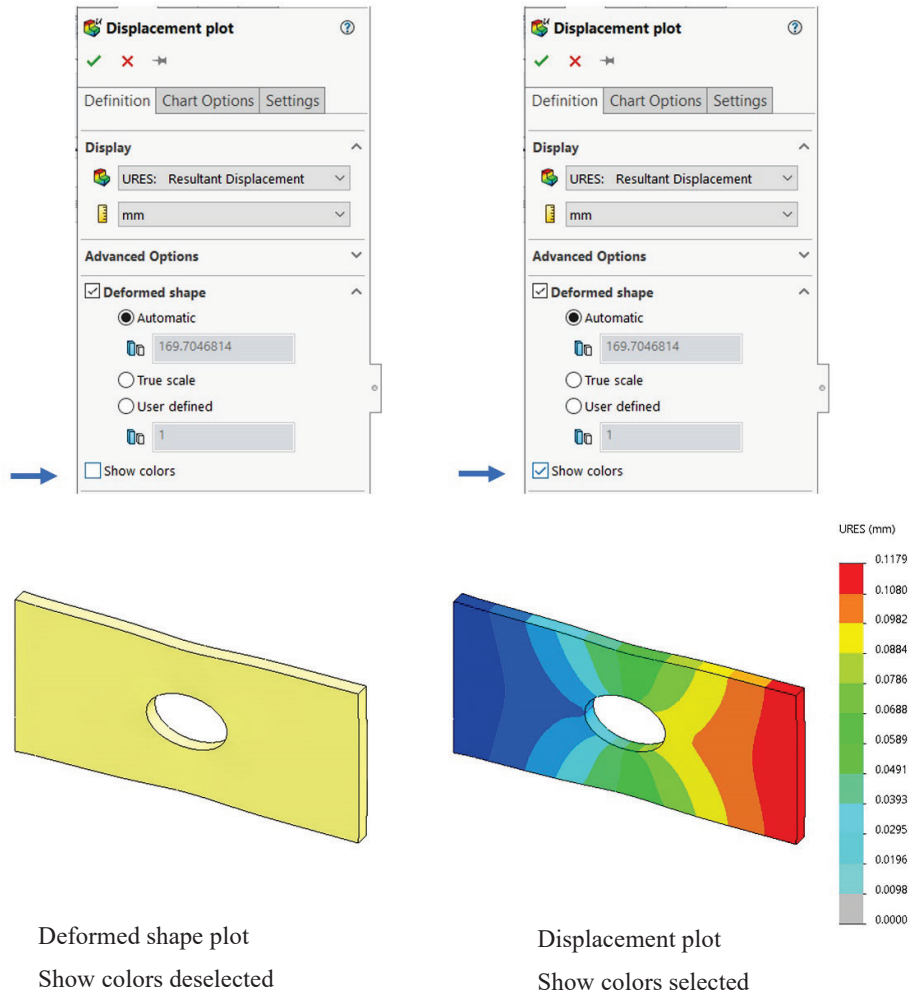 Displacement plot
Definition Chart Options Settings
Display
URES: Resultant Displacement
mm
Advanced Options
Deformed shape
Automatic
169.7046814
True scale
User defined
1
Show colors
Displacement plot
Definition Chart Options Settings
Display
URES: Resultant Displacement
mm
Advanced Options
Deformed shape
Automatic
169.7046814
True scale
User defined
1
Show colors
URES (mm)
0.1179
0.1080
0.0982
0.0884
0.0786
0.0688
0.0589
0.0491
0.0393
0.0295
0.0196
0.0098
0.0000
Deformed shape plot
Show colors deselected
Displacement plot
Show colors selected